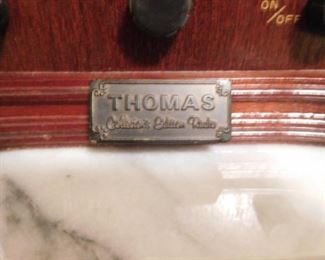 ON
/OFF
THOMAS
Collector's Edition Radio